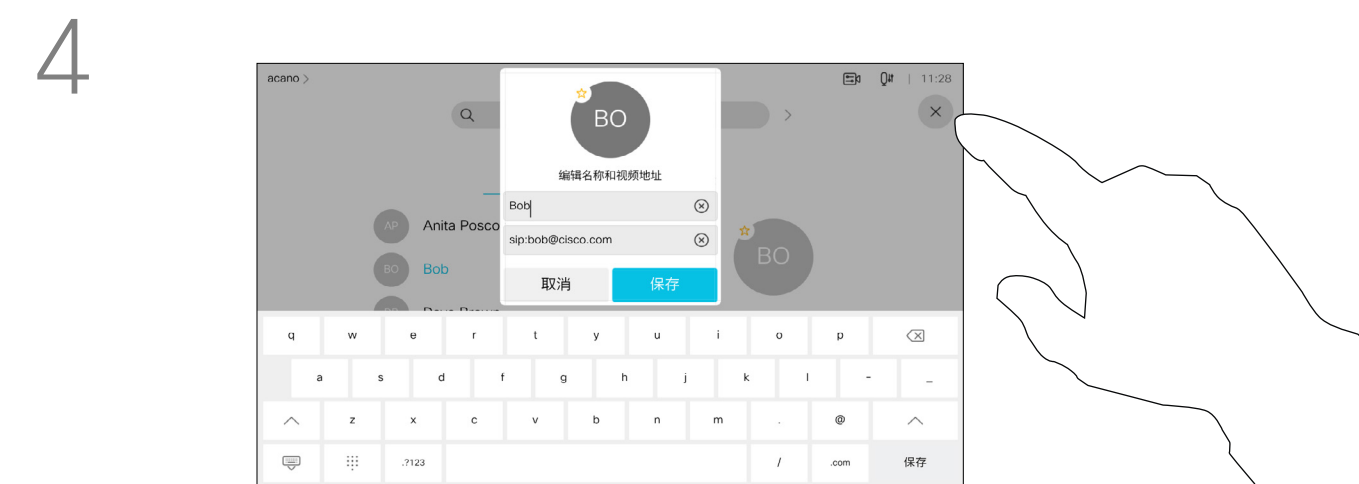 4
acano >
11:28
BO
编辑名称和视频地址
Bob
sip:bob@cisco.com
取消 保存
AP Anita Posco
BO Bob
BO
q w e r t y u i o p
a s d f g h j k l - _
z x c v b n m . @
.?123 / .com 保存